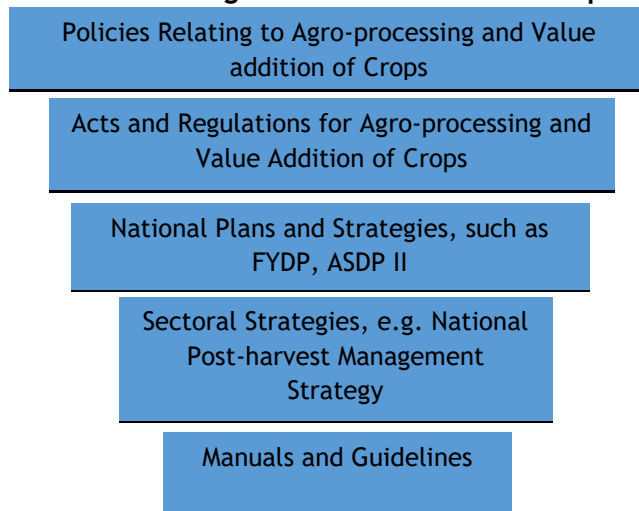 Policies Relating to Agro-processing and Value
addition of Crops
Acts and Regulations for Agro-processing and
Value Addition of Crops
National Plans and Strategies, such as
FYDP, ASDP II
Sectoral Strategies, e.g. National
Post-harvest Management
Strategy
Manuals and Guidelines